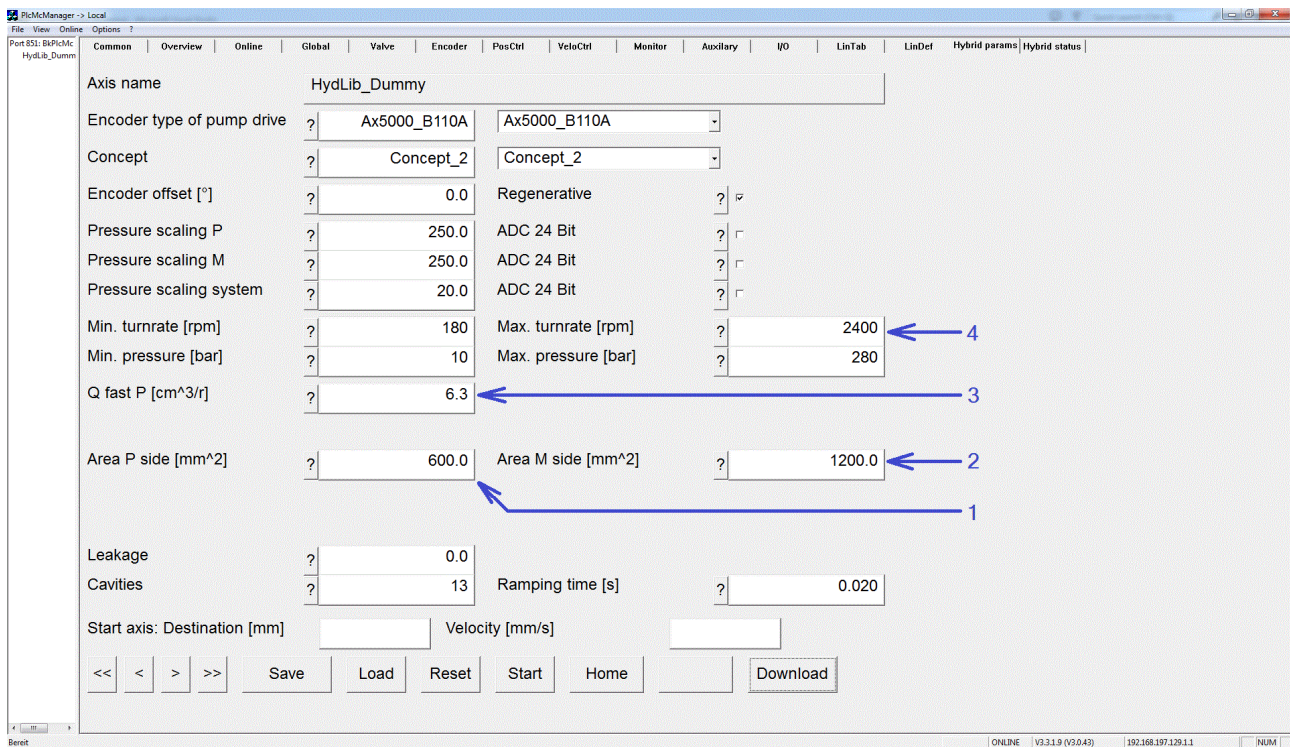 PlcMcManager -> Local
File View Online Options ?
Port 851: BkPlcMc
HydLib_Dumm
Common Overview Online Global Valve Encoder PosCtrl VeloCtrl Monitor Auxilary I/O LinTab LinDef Hybrid params Hybrid status
Axis name HydLib_Dummy
Encoder type of pump drive ? Ax5000_B110A Ax5000_B110A
Concept ? Concept_2 Concept_2
Encoder offset [°] ? 0.0 Regenerative ?
Pressure scaling P ? 250.0 ADC 24 Bit ?
Pressure scaling M ? 250.0 ADC 24 Bit ?
Pressure scaling system ? 20.0 ADC 24 Bit ?
Min. turnrate [rpm] ? 180 Max. turnrate [rpm] ? 2400 4
Min. pressure [bar] ? 10 Max. pressure [bar] ? 280
Q fast P [cm^3/r] ? 6.3 3
Area P side [mm^2] ? 600.0 Area M side [mm^2] ? 1200.0 2
1
Leakage ? 0.0
Cavities ? 13 Ramping time [s] ? 0.020
Start axis: Destination [mm] Velocity [mm/s]
<< < > >> Save Load Reset Start Home Download
Bereit ONLINE V3.3.1.9 (V3.0.43) 192.168.197.129.1.1 NUM